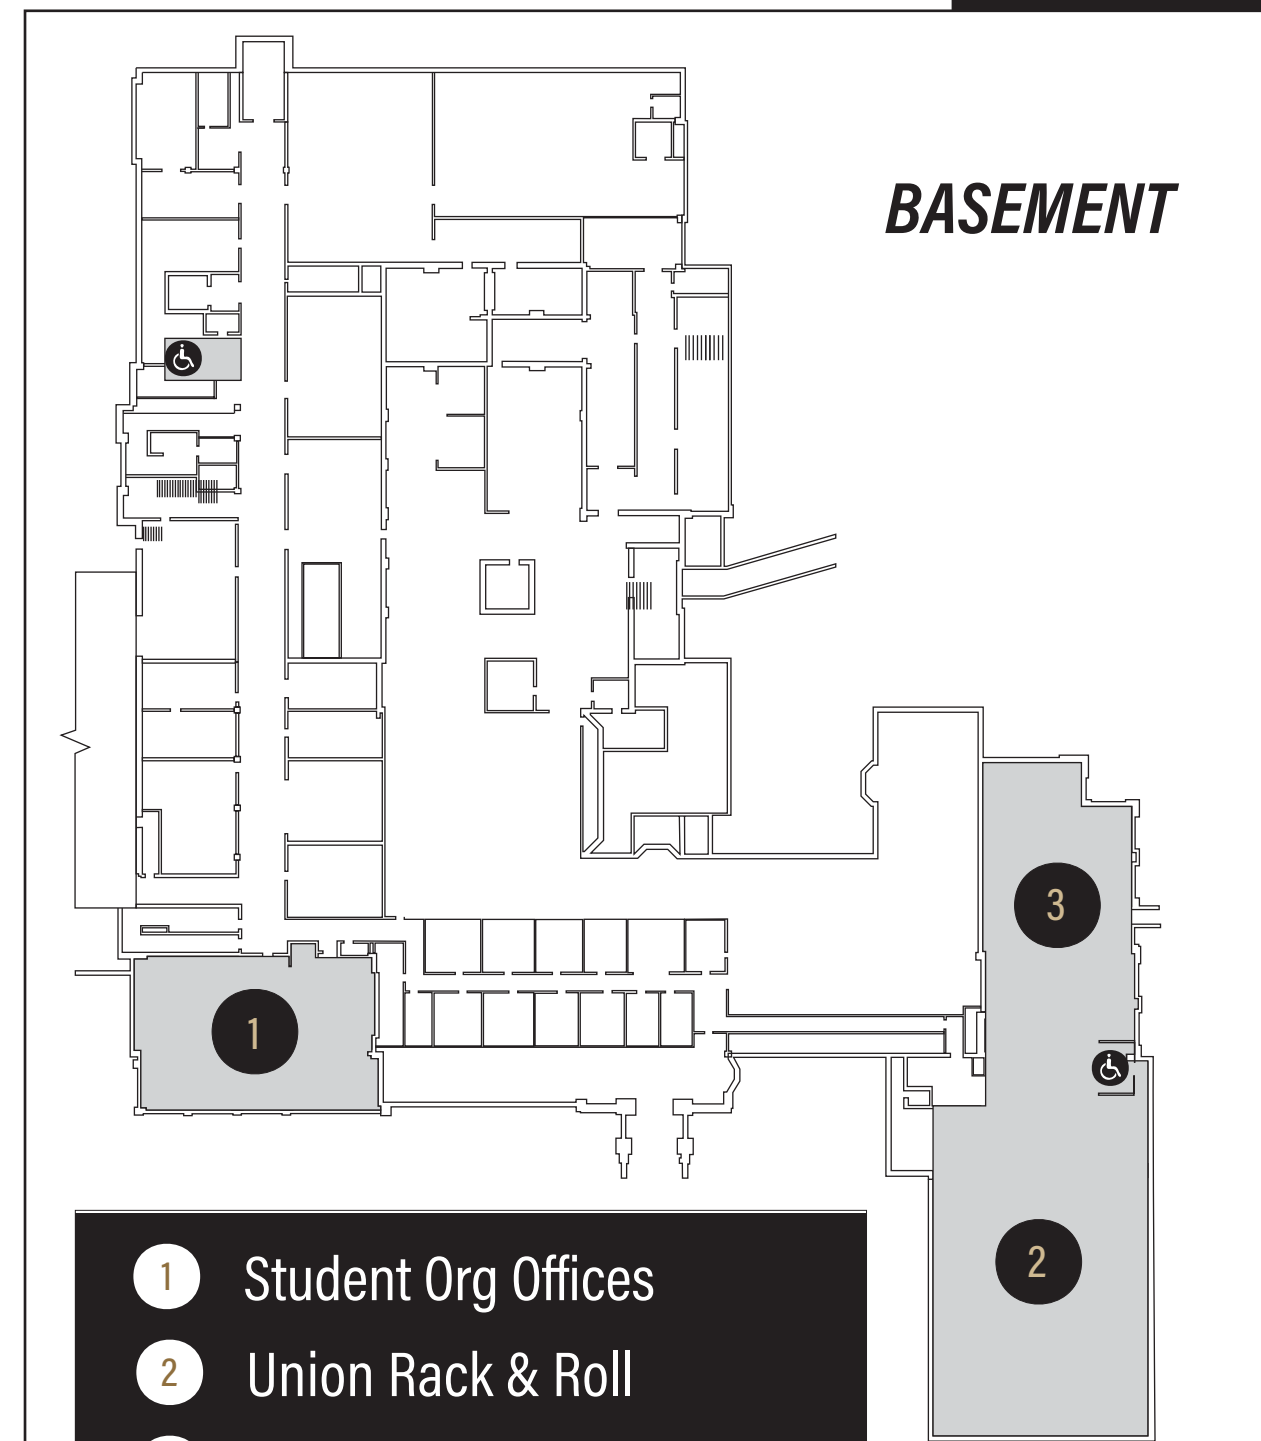 BASEMENT
3
1
2
1 Student Org Offices
2 Union Rack & Roll